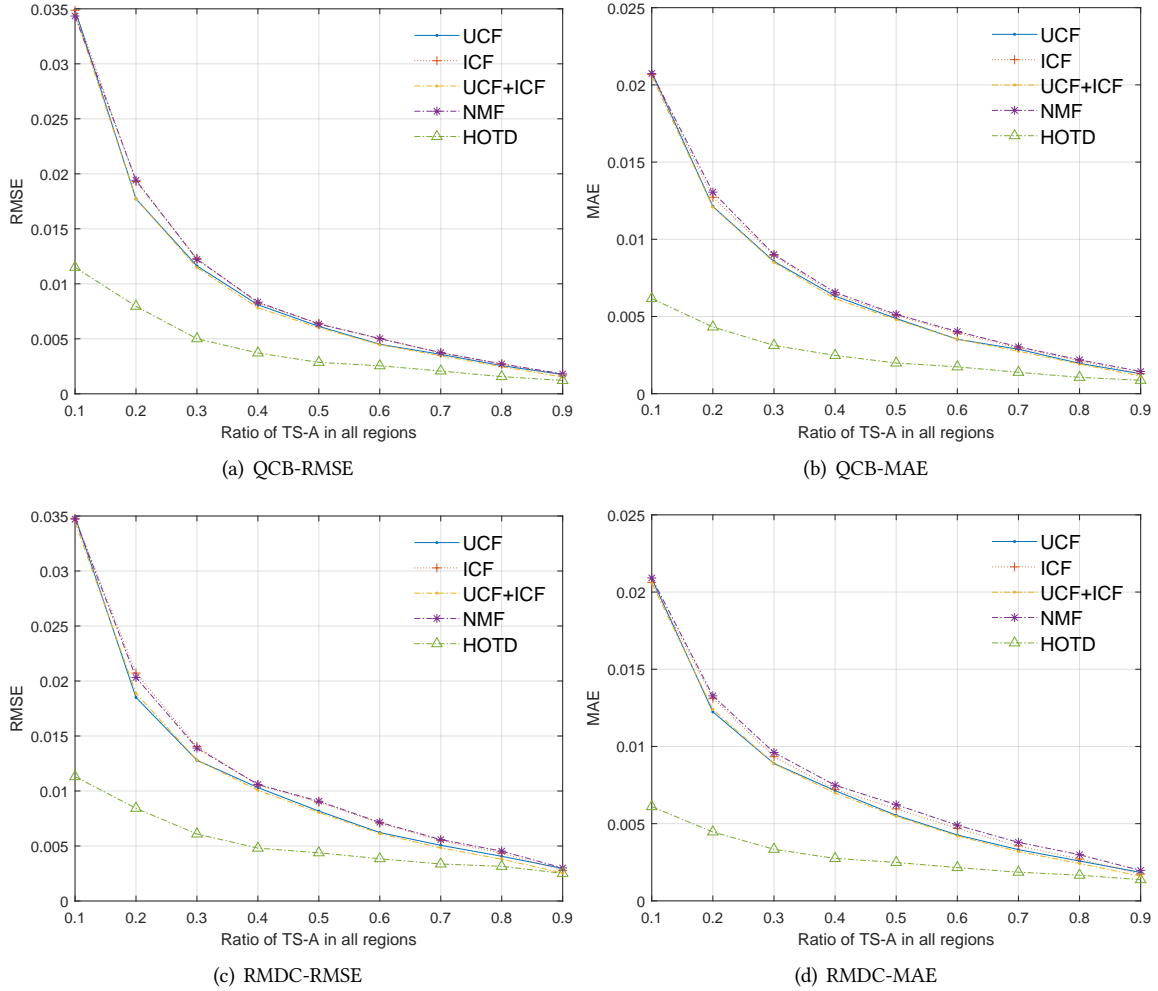 0.035
0.03
0.025
0.02
0.015
0.01
0.005
0
RMSE
UCF
ICF
UCF+ICF
NMF
HOTD
0.1 0.2 0.3 0.4 0.5 0.6 0.7 0.8 0.9
Ratio of TS-A in all regions
(a) QCB-RMSE
0.025
0.02
0.015
0.01
0.005
0
MAE
UCF
ICF
UCF+ICF
NMF
HOTD
0.1 0.2 0.3 0.4 0.5 0.6 0.7 0.8 0.9
Ratio of TS-A in all regions
(b) QCB-MAE
0.035
0.03
0.025
0.02
0.015
0.01
0.005
0
RMSE
UCF
ICF
UCF+ICF
NMF
HOTD
0.1 0.2 0.3 0.4 0.5 0.6 0.7 0.8 0.9
Ratio of TS-A in all regions
(c) RMDC-RMSE
0.025
0.02
0.015
0.01
0.005
0
MAE
UCF
ICF
UCF+ICF
NMF
HOTD
0.1 0.2 0.3 0.4 0.5 0.6 0.7 0.8 0.9
Ratio of TS-A in all regions
(d) RMDC-MAE